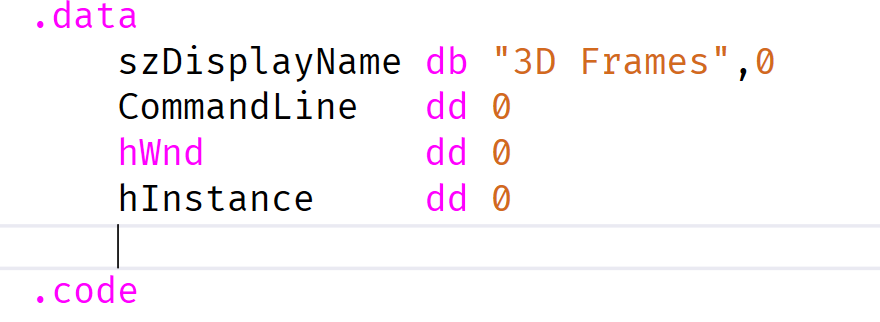 .data
szDisplayName db "3D Frames",0
CommandLine dd 0
hWnd dd 0
hInstance dd 0
.code